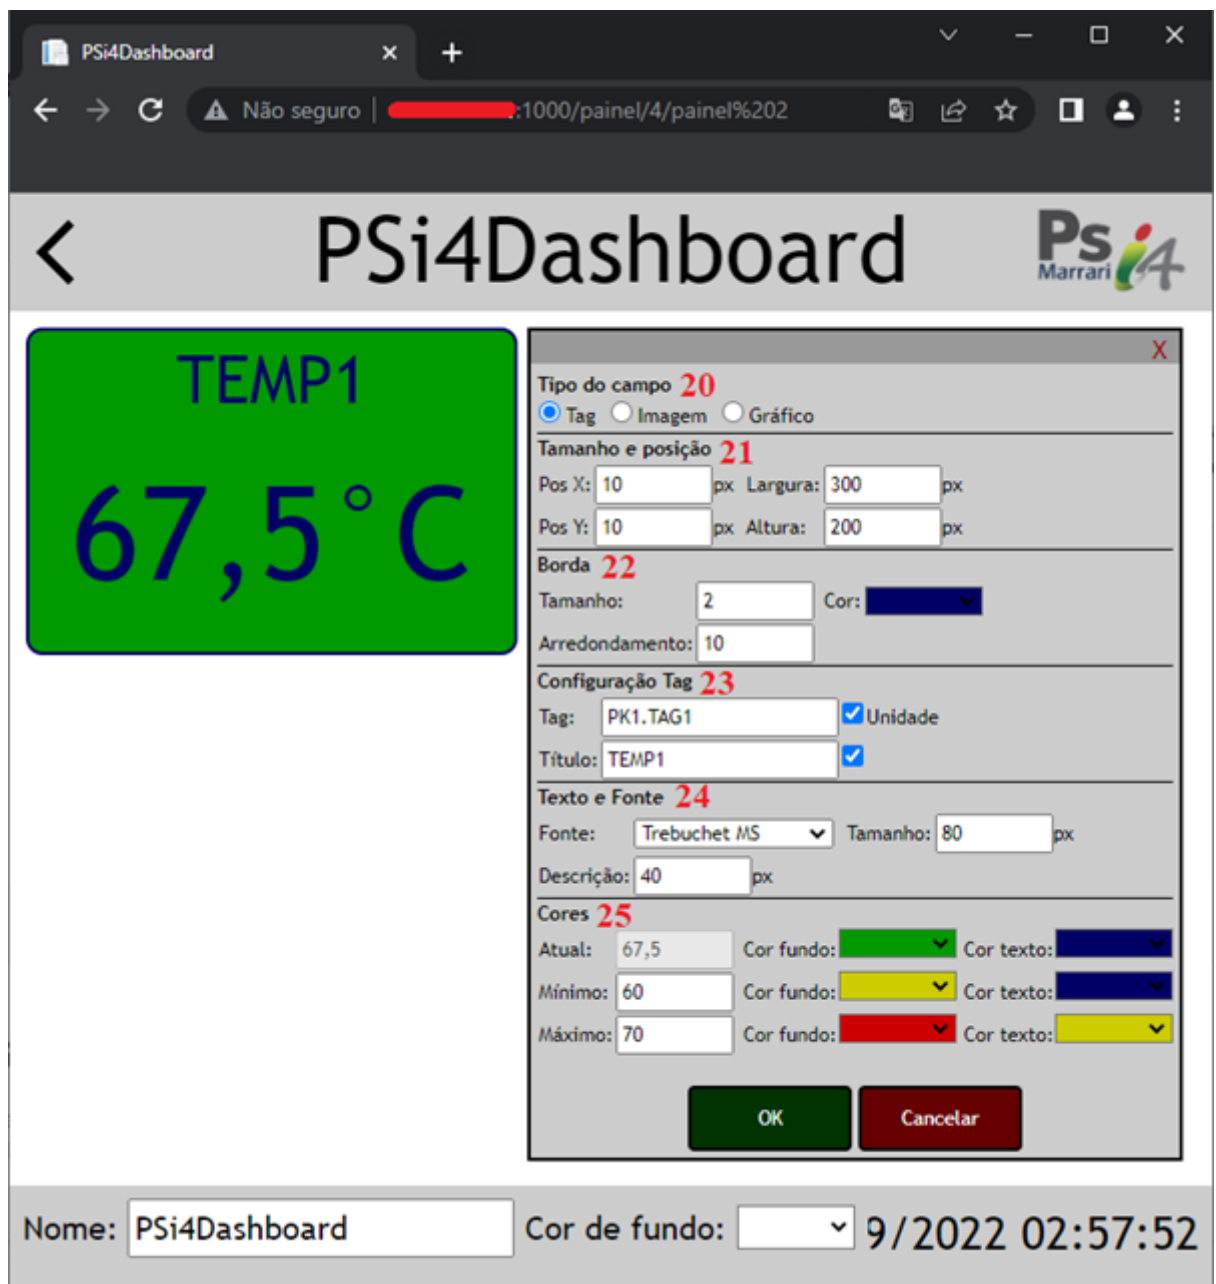 PSi4Dashboard
Não seguro | :1000/painel/4/painel%202
PSi4Dashboard
Psi4
Marrari
TEMP1
67,5°C
X
Tipo do campo 20
Tag Imagem Gráfico
Tamanho e posição 21
Pos X: 10 px Largura: 300 px
Pos Y: 10 px Altura: 200 px
Borda 22
Tamanho: 2 Cor:
Arredondamento: 10
Configuração Tag 23
Tag: PK1.TAG1 Unidade
Título: TEMP1
Texto e Fonte 24
Fonte: Trebuchet MS Tamanho: 80 px
Descrição: 40 px
Cores 25
Atual: 67,5 Cor fundo: Cor texto:
Mínimo: 60 Cor fundo: Cor texto:
Máximo: 70 Cor fundo: Cor texto:
OK Cancelar
Nome: PSi4Dashboard Cor de fundo: 9/2022 02:57:52